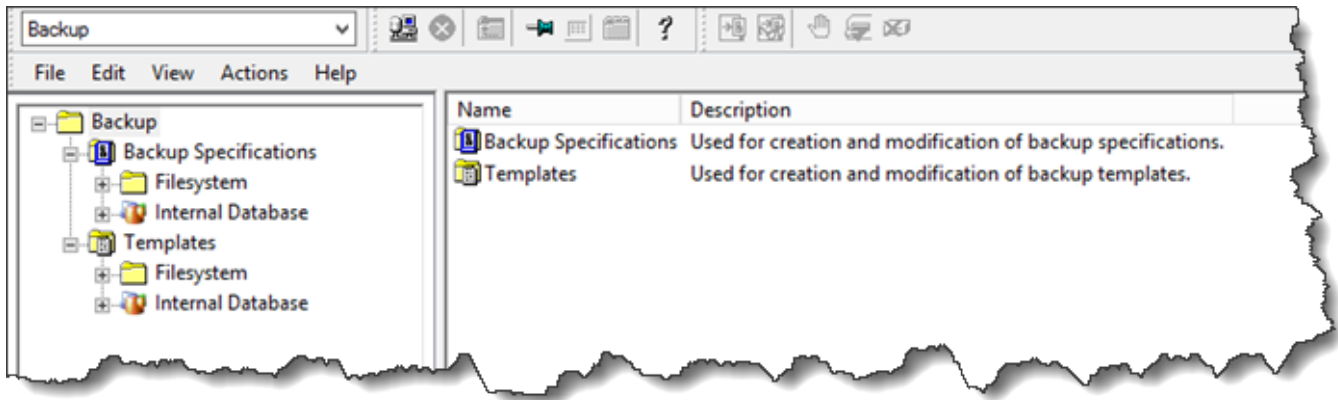 Backup
?
File Edit View Actions Help
Backup
Backup Specifications
Filesystem
Internal Database
Templates
Filesystem
Internal Database
Name Description
Backup Specifications Used for creation and modification of backup specifications.
Templates Used for creation and modification of backup templates.